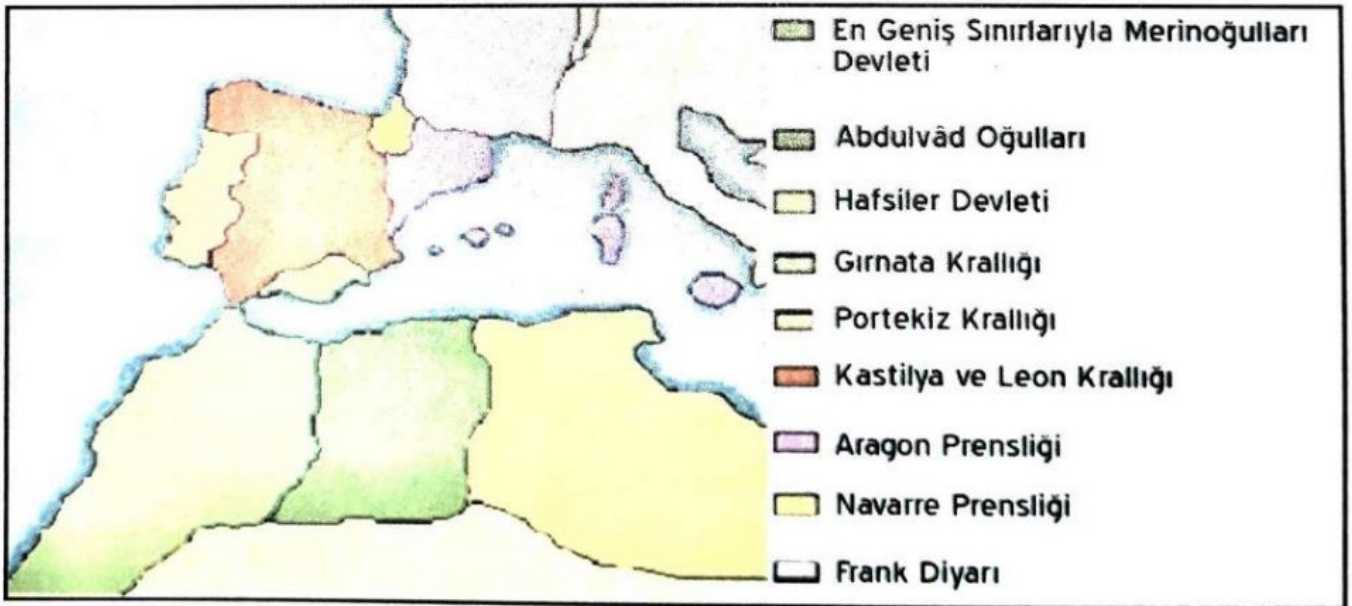 En Geniş Sınırlarıyla Merinoğulları
Devleti
Abdulvâd Oğulları
Hafsiler Devleti
Gırnata Krallığı
Portekiz Krallığı
Kastilya ve Leon Krallığı
Aragon Prensliği
Navarre Prensliği
Frank Diyarı